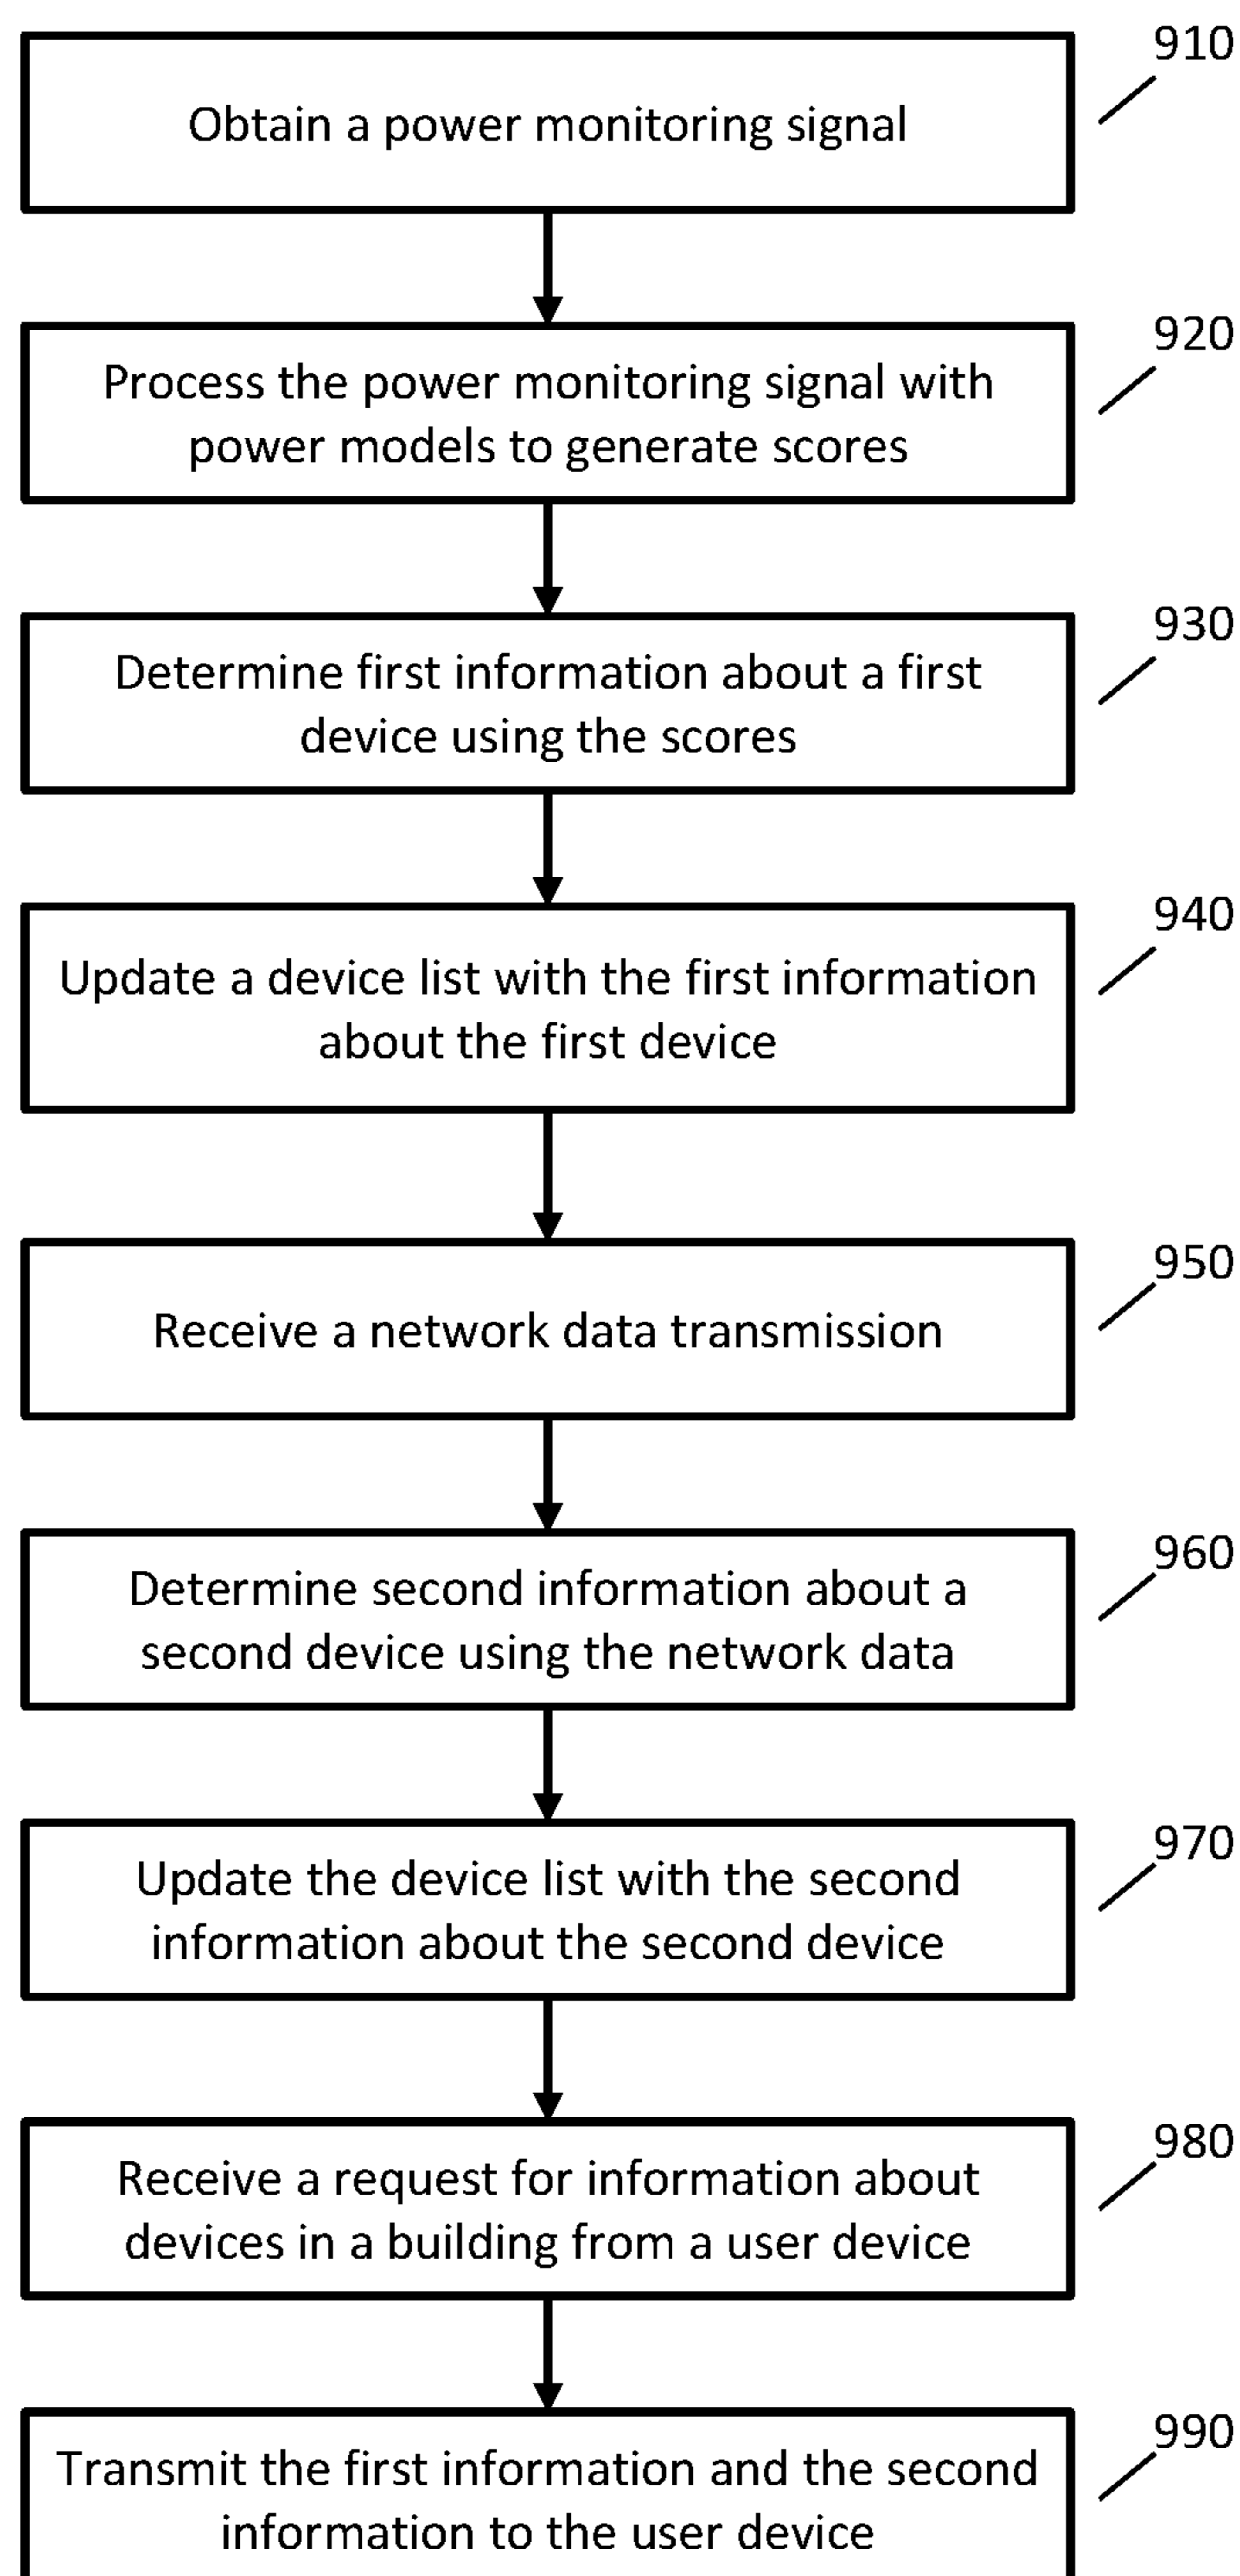 910
Obtain a power monitoring signal
920
Process the power monitoring signal with
power models to generate scores
930
Determine first information about a first
device using the scores
940
Update a device list with the first information
about the first device
950
Receive a network data transmission
960
Determine second information about a
second device using the network data
970
Update the device list with the second
information about the second device
980
Receive a request for information about
devices in a building from a user device
990
Transmit the first information and the second
information to the user device